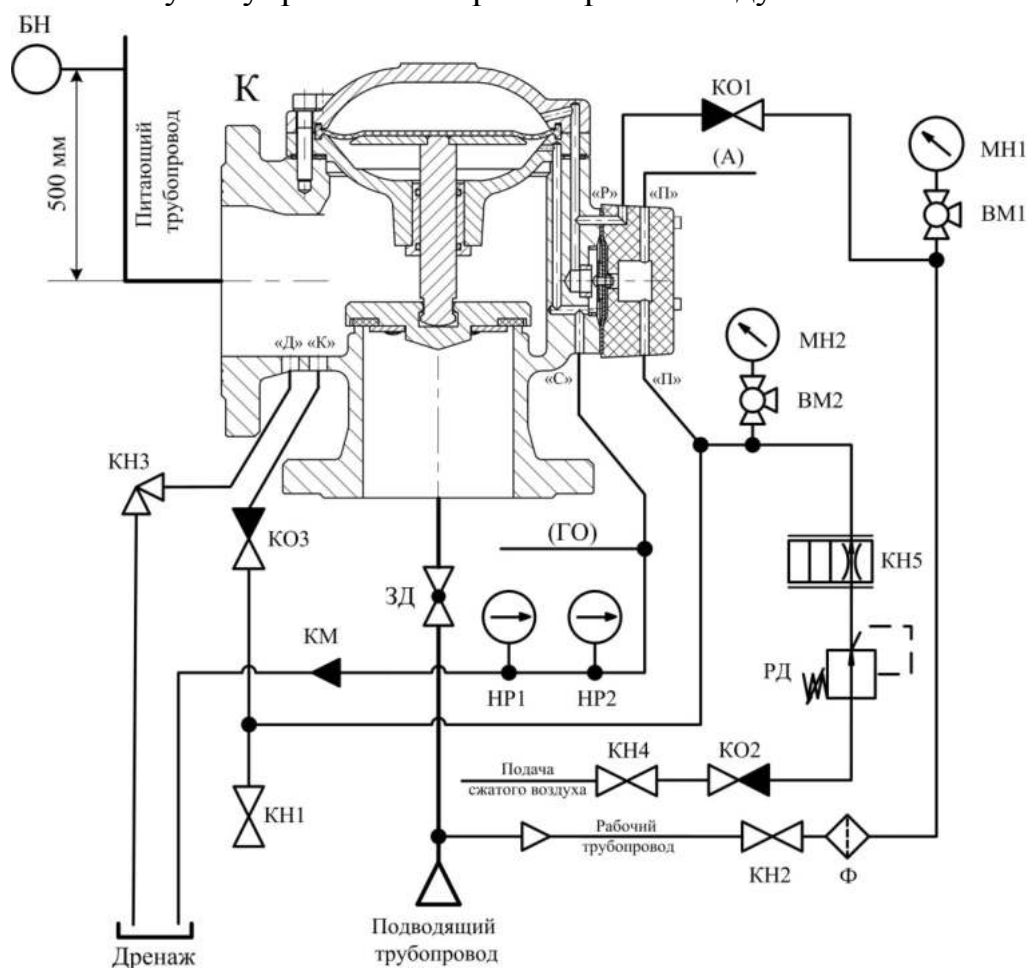 БН
К
КО1
МН1
500 мм
Питающий
трубопровод
(А)
«Р»
«П»
ВМ1
МН2
«Д»
«К»
«С»
«П»
ВМ2
КН3
КО3
(ГО)
КН5
ЗД
КМ
НР1
НР2
РД
КН4
КО2
Подача
сжатого воздуха
КН1
Рабочий
трубопровод
КН2
Ф
Подводящий
трубопровод
Дренаж